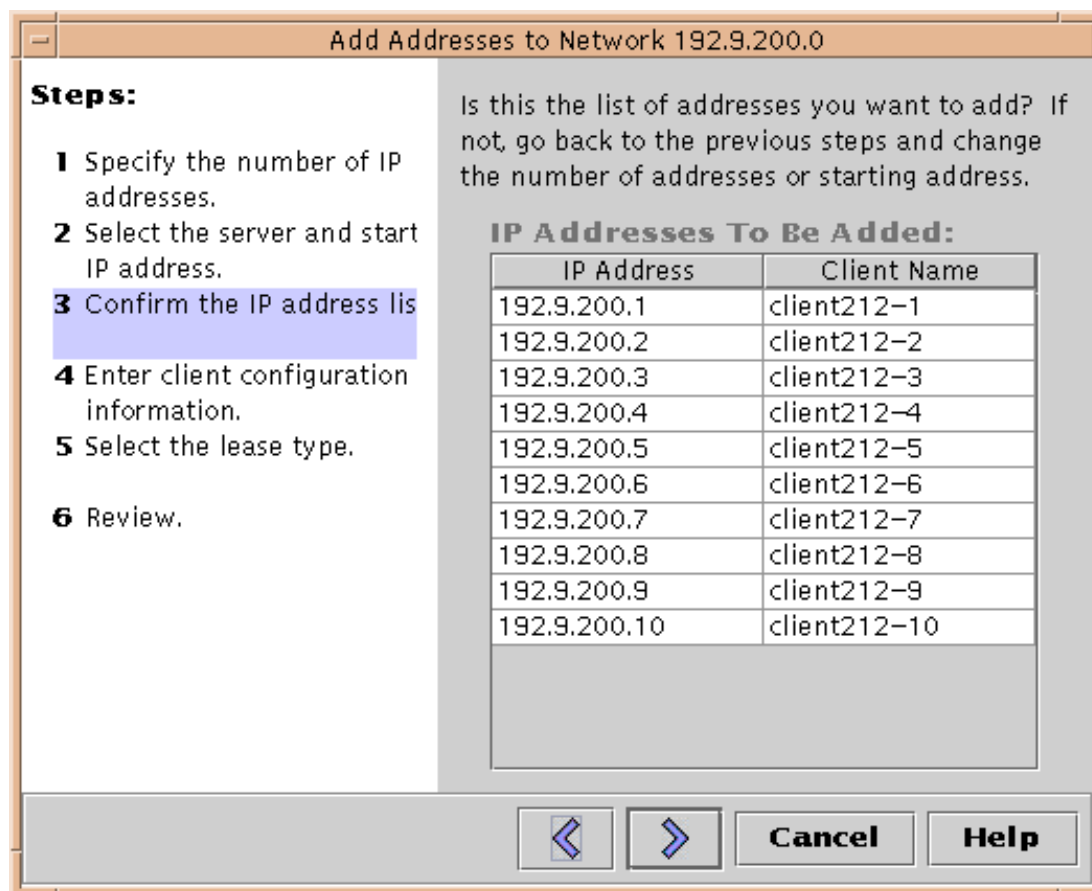 Add Addresses to Network 192.9.200.0
Steps:
1 Specify the number of IP
addresses.
2 Select the server and start
IP address.
3 Confirm the IP address lis
4 Enter client configuration
information.
5 Select the lease type.
6 Review.
Is this the list of addresses you want to add? If
not, go back to the previous steps and change
the number of addresses or starting address.
IP Addresses To Be Added:
IP Address Client Name
192.9.200.1 client212-1
192.9.200.2 client212-2
192.9.200.3 client212-3
192.9.200.4 client212-4
192.9.200.5 client212-5
192.9.200.6 client212-6
192.9.200.7 client212-7
192.9.200.8 client212-8
192.9.200.9 client212-9
192.9.200.10 client212-10
Cancel Help